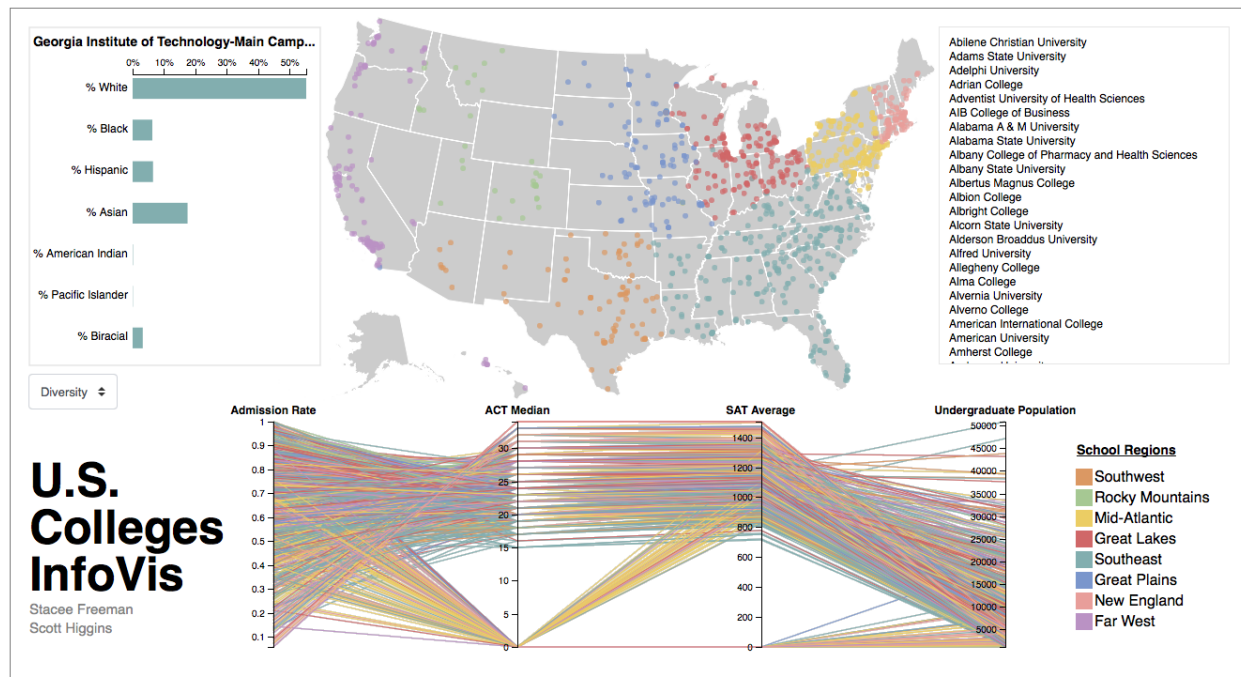 Georgia Institute of Technology-Main Camp...
0% 10% 20% 30% 40% 50%
% White
% Black
% Hispanic
% Asian
% American Indian
% Pacific Islander
% Biracial
Diversity
Abilene Christian University
Adams State University
Adelphi University
Adrian College
Adventist University of Health Sciences
AIB College of Business
Alabama A & M University
Alabama State University
Albany College of Pharmacy and Health Sciences
Albany State University
Albertus Magnus College
Albion College
Albright College
Alcorn State University
Alderson Broaddus University
Alfred University
Allegheny College
Alma College
Alvernia University
Alverno College
American International College
American University
Amherst College
U.S.
Colleges
InfoVis
Stacee Freeman
Scott Higgins
Admission Rate
1
0.9
0.8
0.7
0.6
0.5
0.4
0.3
0.2
0.1
ACT Median
30
25
20
15
10
5
0
SAT Average
1400
1200
1000
800
600
400
200
0
Undergraduate Population
50000
45000
40000
35000
30000
25000
20000
15000
10000
5000
School Regions
Southwest
Rocky Mountains
Mid-Atlantic
Great Lakes
Southeast
Great Plains
New England
Far West